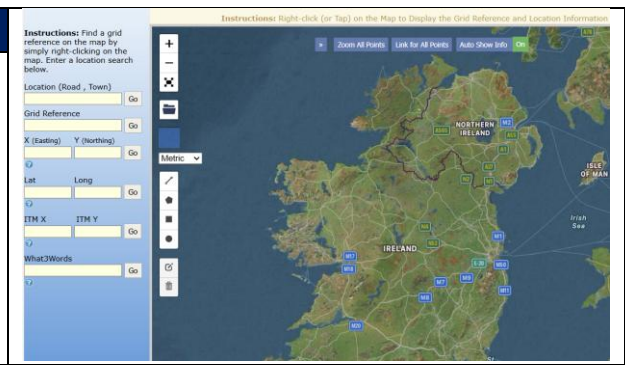 Instructions: Right-click (or Tap) on the Map to Display the Grid Reference and Location Information
Instructions: Find a grid
reference on the map by
simply right-clicking on the
map. Enter a location search
below.
Location (Road , Town)
Go
Grid Reference
Go
X (Easting) Y (Northing)
Go
Lat Long
Go
ITM X ITM Y
Go
What3Words
Go
+
−
Metric
» Zoom All Points Link for All Points Auto Show Info On
NORTHERN
IRELAND
M2
A1
ISLE
OF MAN
Irish
Sea
IRELAND
M1
M17
M18
M50
M7
M9
M8
M11
M20